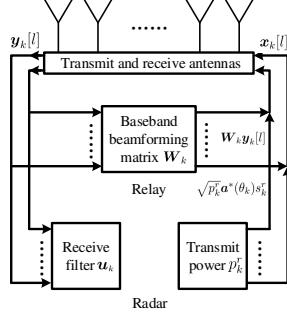 y_k[l]
......
x_k[l]
Transmit and receive antennas
Baseband
beamforming
matrix W_k
W_k y_k[l]
Relay
√p_k^r a*(θ_k)s_k^r
Receive
filter u_k
Transmit
power p_k^r
Radar